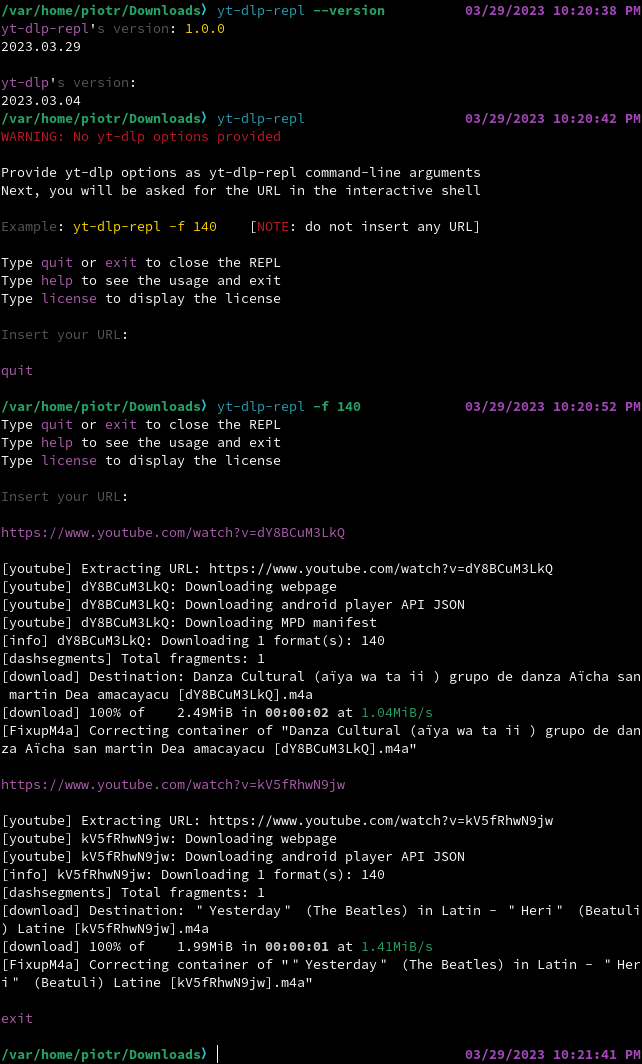 /var/home/piotr/Downloads⟩ yt-dlp-repl --version 03/29/2023 10:20:38 PM
yt-dlp-repl's version: 1.0.0
2023.03.29
yt-dlp's version:
2023.03.04
/var/home/piotr/Downloads⟩ yt-dlp-repl 03/29/2023 10:20:42 PM
WARNING: No yt-dlp options provided
Provide yt-dlp options as yt-dlp-repl command-line arguments
Next, you will be asked for the URL in the interactive shell
Example: yt-dlp-repl -f 140 [NOTE: do not insert any URL]
Type quit or exit to close the REPL
Type help to see the usage and exit
Type license to display the license
Insert your URL:
quit
/var/home/piotr/Downloads⟩ yt-dlp-repl -f 140 03/29/2023 10:20:52 PM
Type quit or exit to close the REPL
Type help to see the usage and exit
Type license to display the license
Insert your URL:
https://www.youtube.com/watch?v=dY8BCuM3LkQ
[youtube] Extracting URL: https://www.youtube.com/watch?v=dY8BCuM3LkQ
[youtube] dY8BCuM3LkQ: Downloading webpage
[youtube] dY8BCuM3LkQ: Downloading android player API JSON
[youtube] dY8BCuM3LkQ: Downloading MPD manifest
[info] dY8BCuM3LkQ: Downloading 1 format(s): 140
[dashsegments] Total fragments: 1
[download] Destination: Danza Cultural (aïya wa ta ii ) grupo de danza Aïcha san
martin Dea amacayacu [dY8BCuM3LkQ].m4a
[download] 100% of 2.49MiB in 00:00:02 at 1.04MiB/s
[FixupM4a] Correcting container of "Danza Cultural (aïya wa ta ii ) grupo de dan
za Aïcha san martin Dea amacayacu [dY8BCuM3LkQ].m4a"
https://www.youtube.com/watch?v=kV5fRhwN9jw
[youtube] Extracting URL: https://www.youtube.com/watch?v=kV5fRhwN9jw
[youtube] kV5fRhwN9jw: Downloading webpage
[youtube] kV5fRhwN9jw: Downloading android player API JSON
[info] kV5fRhwN9jw: Downloading 1 format(s): 140
[dashsegments] Total fragments: 1
[download] Destination: ＂Yesterday＂ (The Beatles) in Latin - ＂Heri＂ (Beatuli
) Latine [kV5fRhwN9jw].m4a
[download] 100% of 1.99MiB in 00:00:01 at 1.41MiB/s
[FixupM4a] Correcting container of "＂Yesterday＂ (The Beatles) in Latin - ＂Her
i＂ (Beatuli) Latine [kV5fRhwN9jw].m4a"
exit
/var/home/piotr/Downloads⟩ 03/29/2023 10:21:41 PM